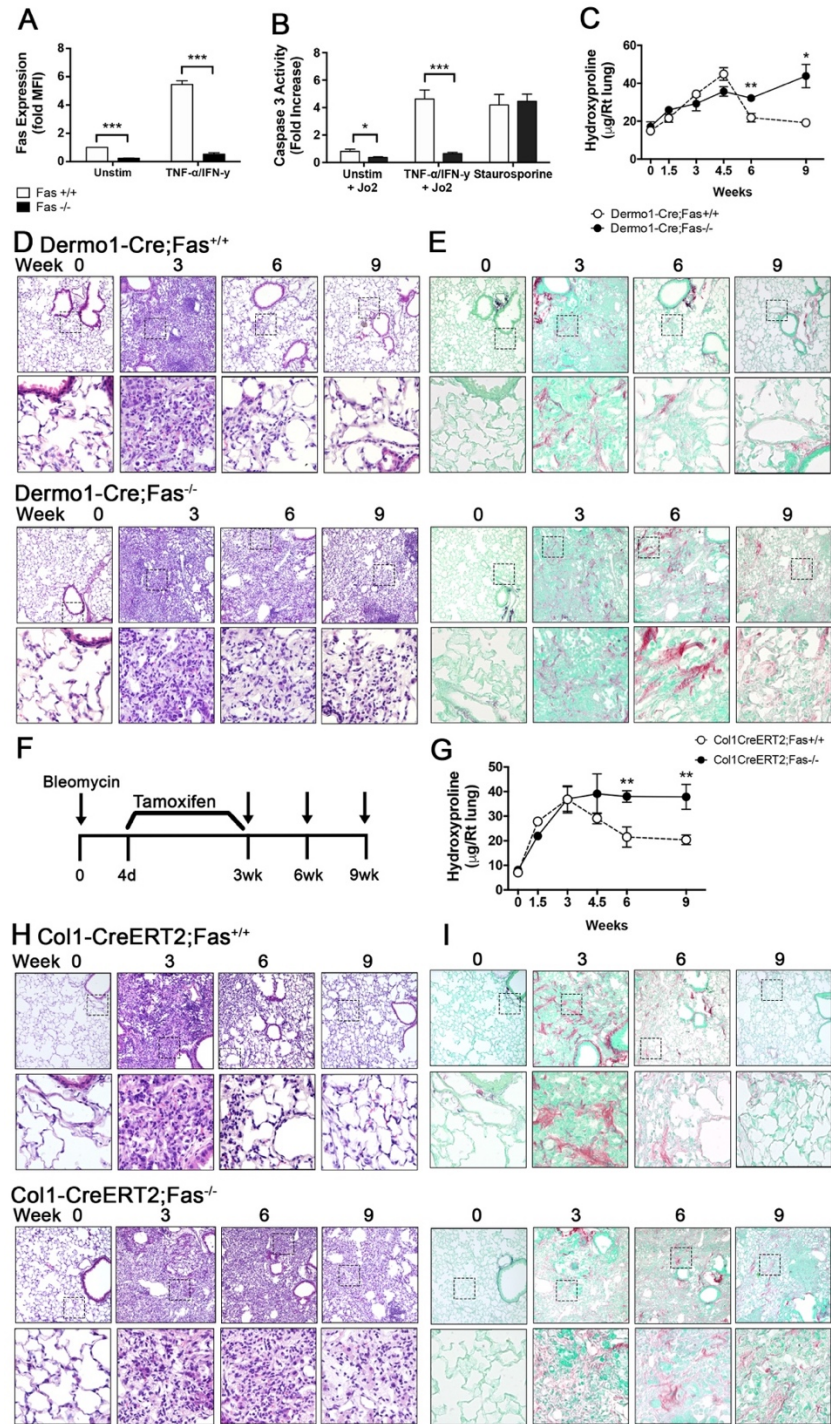 A
Fas Expression
(fold MFI)
8
6
4
2
0
***
***
Unstim
TNF-α/IFN-y
Fas +/+
Fas -/-
B
Caspase 3 Activity
(Fold Increase)
8
6
4
2
0
*
***
Unstim
+ Jo2
TNF-α/IFN-y
+ Jo2
Staurosporine
C
Hydroxyproline
(µg/Rt lung)
60
40
20
0
**
*
0 1.5 3 4.5 6 9
Weeks
Dermo1-Cre;Fas+/+
Dermo1-Cre;Fas-/-
D Dermo1-Cre;Fas+/+
Week 0 3 6 9
E
0 3 6 9
Dermo1-Cre;Fas-/-
Week 0 3 6 9
0 3 6 9
F
Bleomycin
Tamoxifen
0 4d 3wk 6wk 9wk
G
Col1CreERT2;Fas+/+
Col1CreERT2;Fas-/-
Hydroxyproline
(µg/Rt lung)
50
40
30
20
10
0
**
**
0 1.5 3 4.5 6 9
Weeks
H Col1-CreERT2;Fas+/+
Week 0 3 6 9
I
0 3 6 9
Col1-CreERT2;Fas-/-
Week 0 3 6 9
0 3 6 9